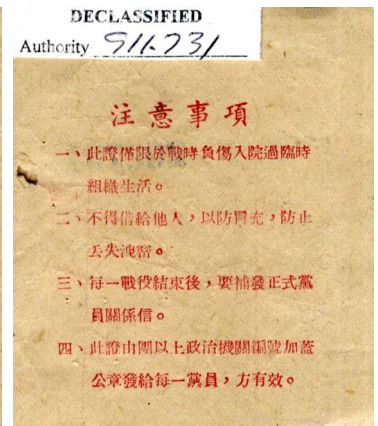 DECLASSIFIED
Authority 911-731
注意事項
一、此證僅限於戰時負傷入院過臨時
組織生活。
二、不得借給他人，以防冒充，防止
丢失洩密。
三、每一戰役結束後，要補發正式黨
員關係信。
四、此證由團以上政治機關編號加蓋
公章發給每一黨員，方有效。